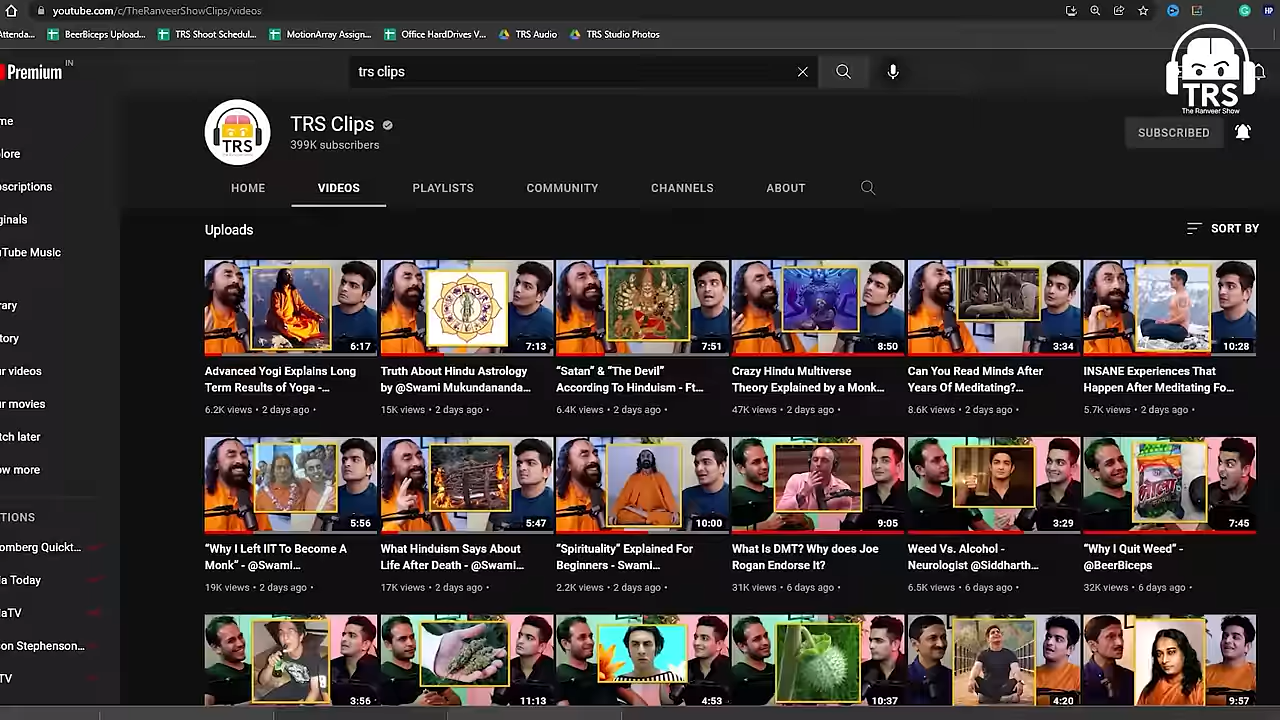 youtube.com/c/TheRanveerShowClips/videos
Attenda... BeerBiceps Upload... TRS Shoot Schedul... MotionArray Assign... Office HardDrives V... TRS Audio TRS Studio Photos
Premium IN
trs clips
TRS
The Ranveer Show
me
lore
oscriptions
ginals
uTube Music
rary
tory
ur videos
ur movies
tch later
ow more
TIONS
omberg Quickt...
ia Today
iaTV
son Stephenson...
TV
TRS
TRS Clips
399K subscribers
SUBSCRIBED
HOME VIDEOS PLAYLISTS COMMUNITY CHANNELS ABOUT
Uploads
SORT BY
6:17 7:13 7:51 8:50 3:34 10:28
Advanced Yogi Explains Long
Term Results of Yoga -...
6.2K views • 2 days ago •
Truth About Hindu Astrology
by @Swami Mukundananda...
15K views • 2 days ago •
“Satan” & “The Devil”
According To Hinduism - Ft...
6.4K views • 2 days ago •
Crazy Hindu Multiverse
Theory Explained by a Monk...
47K views • 2 days ago •
Can You Read Minds After
Years Of Meditating?...
8.6K views • 2 days ago •
INSANE Experiences That
Happen After Meditating Fo...
5.7K views • 2 days ago •
5:56 5:47 10:00 9:05 3:29 7:45
“Why I Left IIT To Become A
Monk” - @Swami...
19K views • 2 days ago •
What Hinduism Says About
Life After Death - @Swami...
17K views • 2 days ago •
“Spirituality” Explained For
Beginners - Swami...
2.2K views • 2 days ago •
What Is DMT? Why does Joe
Rogan Endorse It?
31K views • 6 days ago •
Weed Vs. Alcohol -
Neurologist @Siddharth...
6.5K views • 6 days ago •
“Why I Quit Weed” -
@BeerBiceps
32K views • 6 days ago •
3:56 11:13 4:53 10:37 4:20 9:57